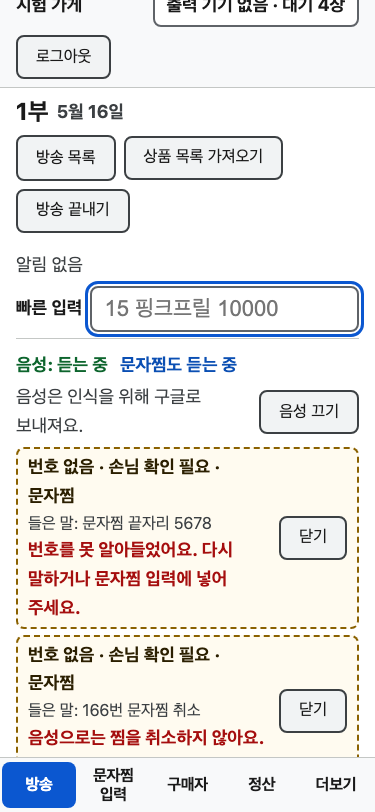 시험 가게
출력 기기 없음 · 대기 4장
로그아웃
1부 5월 16일
방송 목록
상품 목록 가져오기
방송 끝내기
알림 없음
빠른 입력
15 핑크프릴 10000
음성: 듣는 중 문자찜도 듣는 중
음성은 인식을 위해 구글로
보내져요.
음성 끄기
번호 없음 · 손님 확인 필요 ·
문자찜
들은 말: 문자찜 끝자리 5678
번호를 못 알아들었어요. 다시
말하거나 문자찜 입력에 넣어
주세요.
닫기
번호 없음 · 손님 확인 필요 ·
문자찜
들은 말: 166번 문자찜 취소
음성으로는 찜을 취소하지 않아요.
닫기
방송
문자찜
입력
구매자
정산
더보기